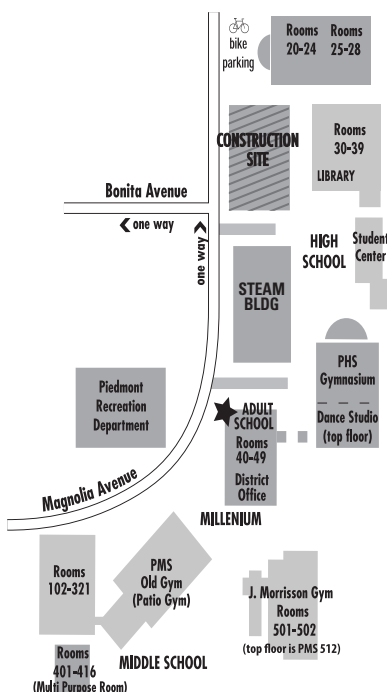 bike
parking
Rooms
20-24
Rooms
25-28
CONSTRUCTION
SITE
Rooms
30-39
LIBRARY
Bonita Avenue
one way
one way
HIGH
SCHOOL
Student
Center
STEAM
BLDG
PHS
Gymnasium
Dance Studio
(top floor)
Piedmont
Recreation
Department
ADULT
SCHOOL
Rooms
40-49
District
Office
Magnolia Avenue
MILLENIUM
Rooms
102-321
PMS
Old Gym
(Patio Gym)
J. Morrisson Gym
Rooms
501-502
(top floor is PMS 512)
Rooms
401-416
(Multi Purpose Room)
MIDDLE SCHOOL